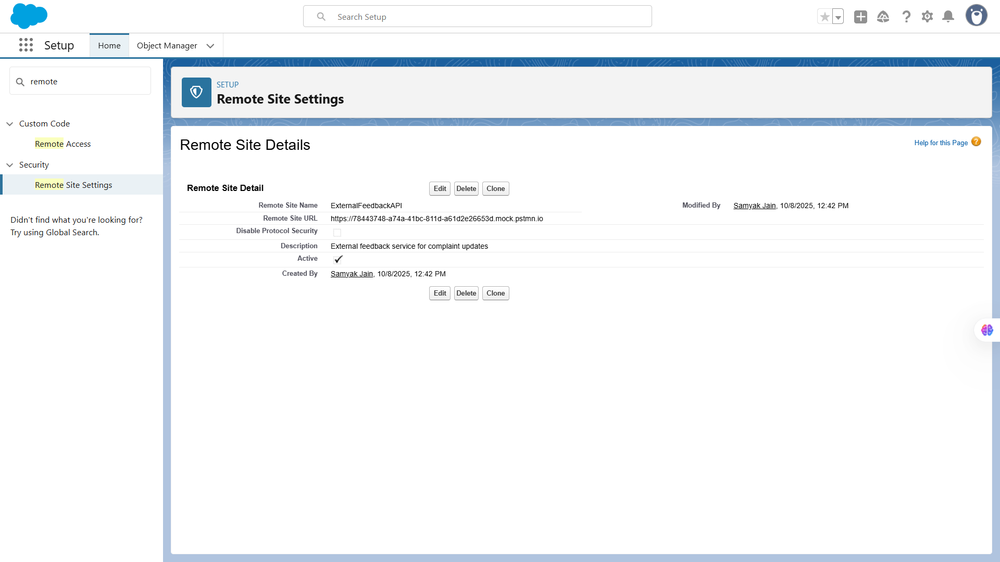 Search Setup
Setup
Home
Object Manager
remote
Custom Code
Remote Access
Security
Remote Site Settings
Didn't find what you're looking for?
Try using Global Search.
SETUP
Remote Site Settings
Remote Site Details
Help for this Page
Remote Site Detail
Edit Delete Clone
Remote Site Name ExternalFeedbackAPI
Modified By Samyak Jain, 10/8/2025, 12:42 PM
Remote Site URL https://78443748-a74a-41bc-811d-a61d2e26653d.mock.pstmn.io
Disable Protocol Security
Description External feedback service for complaint updates
Active
Created By Samyak Jain, 10/8/2025, 12:42 PM
Edit Delete Clone